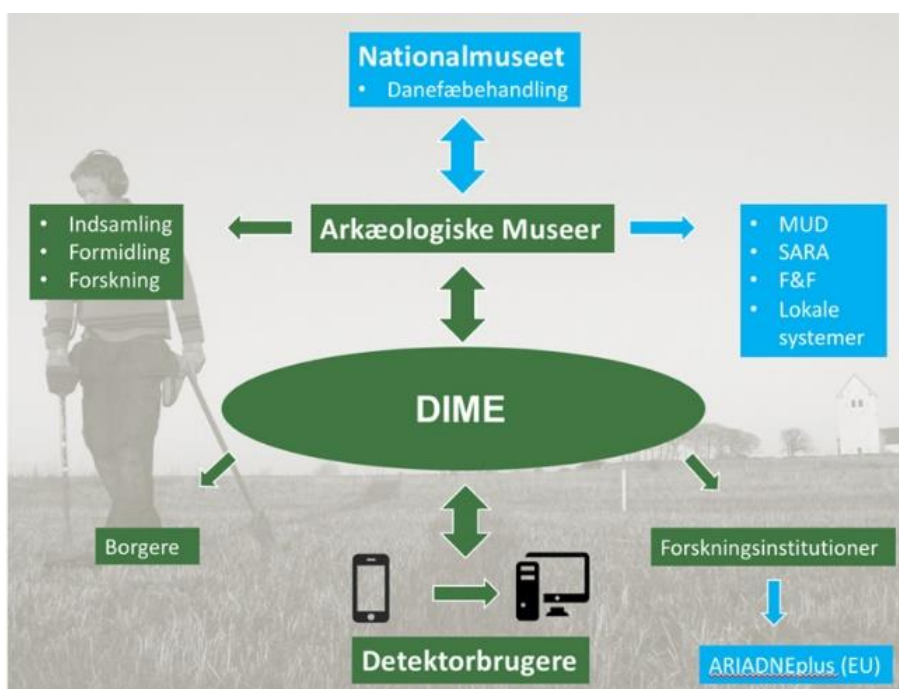 Nationalmuseet
• Danefæbehandling
• Indsamling
• Formidling
• Forskning
Arkæologiske Museer
• MUD
• SARA
• F&F
• Lokale
systemer
DIME
Borgere
Forskningsinstitutioner
Detektorbrugere
ARIADNEplus (EU)